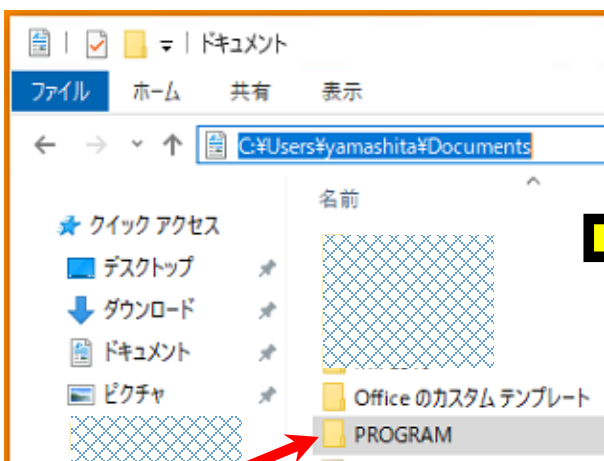 ドキュメント
ファイル ホーム 共有 表示
C:¥Users¥yamashita¥Documents
名前
クイック アクセス
デスクトップ
ダウンロード
ドキュメント
ピクチャ
Office のカスタム テンプレート
PROGRAM